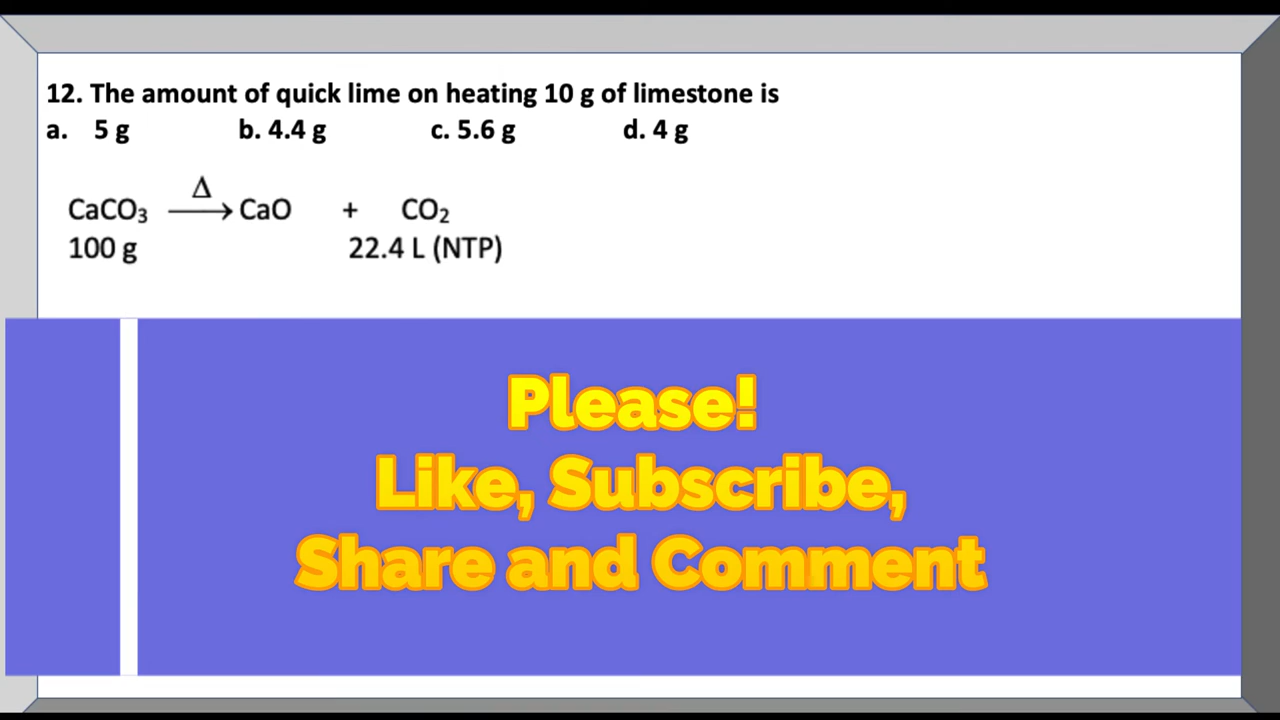 12. The amount of quick lime on heating 10 g of limestone is
a. 5 g b. 4.4 g c. 5.6 g d. 4 g
Δ
CaCO₃ ⟶ CaO + CO₂
100 g 22.4 L (NTP)
Please!
Like, Subscribe,
Share and Comment